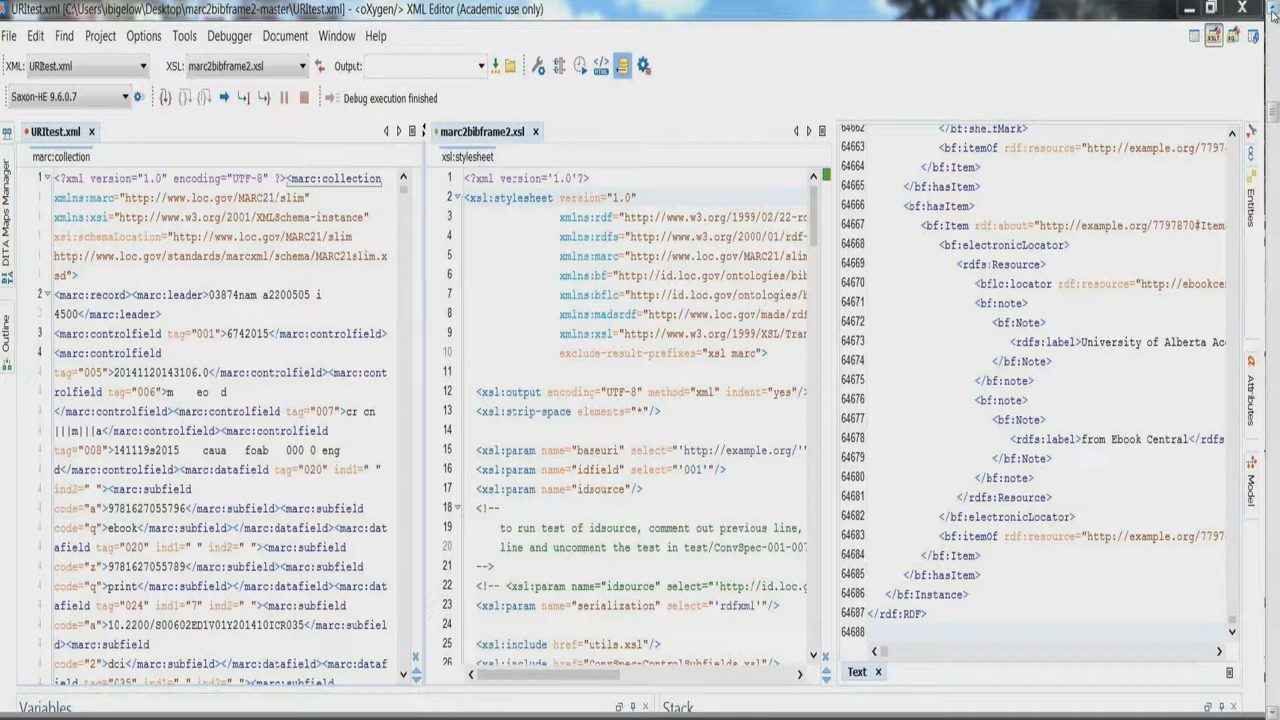 URItest.xml [C:\Users\ibigelow\Desktop\marc2bibframe2-master\URItest.xml] - <oXygen/> XML Editor (Academic use only)
File Edit Find Project Options Tools Debugger Document Window Help
XML: URItest.xml XSL: marc2bibframe2.xsl Output:
Saxon-HE 9.6.0.7 Debug execution finished
DITA Maps Manager
Outline
URItest.xml
marc:collection
1 <?xml version="1.0" encoding="UTF-8" ?><marc:collection
xmlns:marc="http://www.loc.gov/MARC21/slim"
xmlns:xsi="http://www.w3.org/2001/XMLSchema-instance"
xsi:schemaLocation="http://www.loc.gov/MARC21/slim
http://www.loc.gov/standards/marcxml/schema/MARC21slim.x
sd">
2 <marc:record><marc:leader>03874nam a2200505 i
4500</marc:leader>
3 <marc:controlfield tag="001">6742015</marc:controlfield>
4 <marc:controlfield
tag="005">20141120143106.0</marc:controlfield><marc:cont
rolfield tag="006">m eo d
</marc:controlfield><marc:controlfield tag="007">cr cn
|||m|||a</marc:controlfield><marc:controlfield
tag="008">141119s2015 caua foab 000 0 eng
d</marc:controlfield><marc:datafield tag="020" ind1=" "
ind2=" "><marc:subfield
code="a">9781627055796</marc:subfield><marc:subfield
code="q">ebook</marc:subfield></marc:datafield><marc:dat
afield tag="020" ind1=" " ind2=" "><marc:subfield
code="z">9781627055789</marc:subfield><marc:subfield
code="q">print</marc:subfield></marc:datafield><marc:dat
afield tag="024" ind1="7" ind2=" "><marc:subfield
code="a">10.2200/S00602ED1V01Y201410ICR035</marc:subfiel
d><marc:subfield
code="2">doi</marc:subfield></marc:datafield><marc:dataf
ield tag="035" ind1=" " ind2=" "><marc:subfield
marc2bibframe2.xsl
xsl:stylesheet
1 <?xml version='1.0'?>
2 <xsl:stylesheet version="1.0"
3 xmlns:rdf="http://www.w3.org/1999/02/22-rd
4 xmlns:rdfs="http://www.w3.org/2000/01/rdf-
5 xmlns:marc="http://www.loc.gov/MARC21/slim
6 xmlns:bf="http://id.loc.gov/ontologies/bib
7 xmlns:bflc="http://id.loc.gov/ontologies/b
8 xmlns:madsrdf="http://www.loc.gov/mads/rdf
9 xmlns:xsl="http://www.w3.org/1999/XSL/Tran
10 exclude-result-prefixes="xsl marc">
11
12 <xsl:output encoding="UTF-8" method="xml" indent="yes"/
13 <xsl:strip-space elements="*"/>
14
15 <xsl:param name="baseuri" select="'http://example.org/'"
16 <xsl:param name="idfield" select="'001'"/>
17 <xsl:param name="idsource"/>
18 <!--
19 to run test of idsource, comment out previous line,
20 line and uncomment the test in test/ConvSpec-001-007
21 -->
22 <!-- <xsl:param name="idsource" select="'http://id.loc.g
23 <xsl:param name="serialization" select="'rdfxml'"/>
24
25 <xsl:include href="utils.xsl"/>
26 <xsl:include href="ConvSpec-ControlSubfields.xsl"/>
64662 </bf:shelfMark>
64663 <bf:itemOf rdf:resource="http://example.org/7797
64664 </bf:Item>
64665 </bf:hasItem>
64666 <bf:hasItem>
64667 <bf:Item rdf:about="http://example.org/7797870#Item
64668 <bf:electronicLocator>
64669 <rdfs:Resource>
64670 <bflc:locator rdf:resource="http://ebookce
64671 <bf:note>
64672 <bf:Note>
64673 <rdfs:label>University of Alberta Ac
64674 </bf:Note>
64675 </bf:note>
64676 <bf:note>
64677 <bf:Note>
64678 <rdfs:label>from Ebook Central</rdfs
64679 </bf:Note>
64680 </bf:note>
64681 </rdfs:Resource>
64682 </bf:electronicLocator>
64683 <bf:itemOf rdf:resource="http://example.org/7797
64684 </bf:Item>
64685 </bf:hasItem>
64686 </bf:Instance>
64687 </rdf:RDF>
64688
Text
Entities
Attributes
Model
Variables
Stack